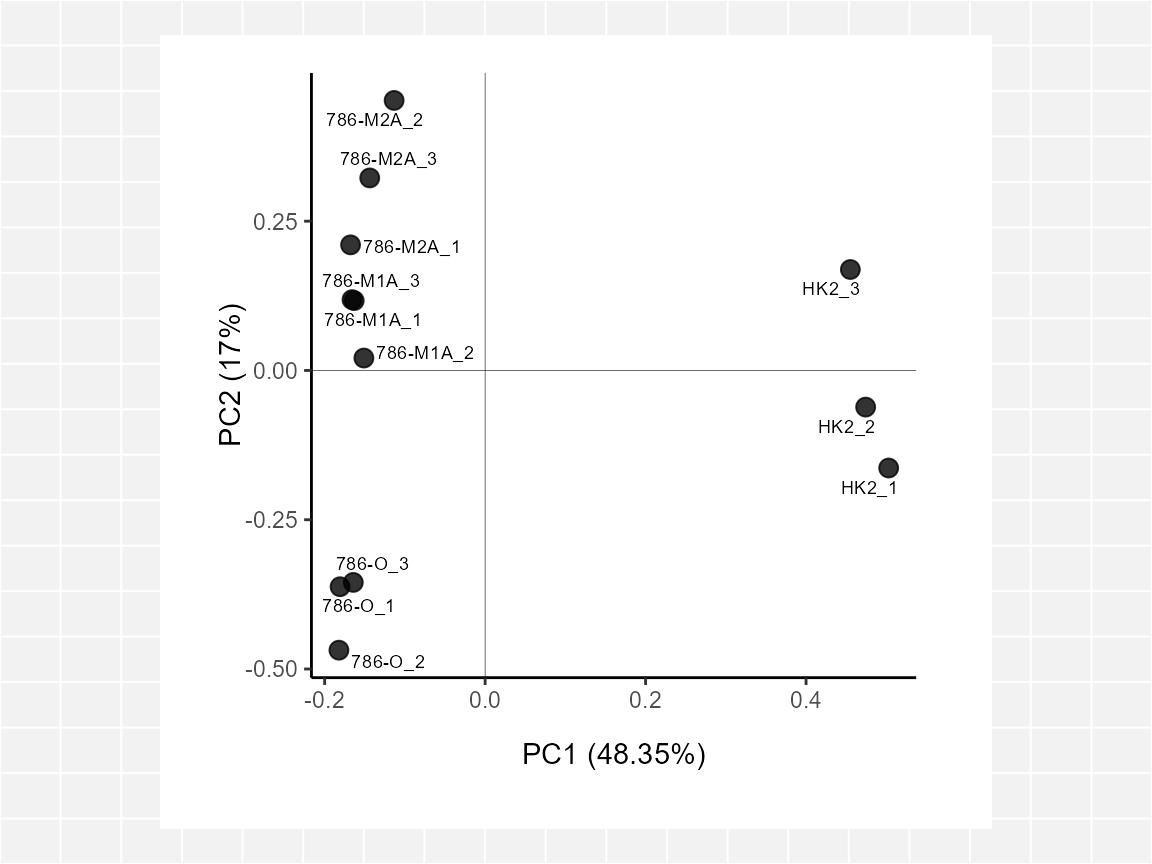 786-M2A_2
786-M2A_3
0.25
786-M2A_1
786-M1A_3
HK2_3
786-M1A_1
786-M1A_2
0.00
PC2 (17%)
HK2_2
HK2_1
-0.25
786-O_3
786-O_1
786-O_2
-0.50
-0.2 0.0 0.2 0.4
PC1 (48.35%)